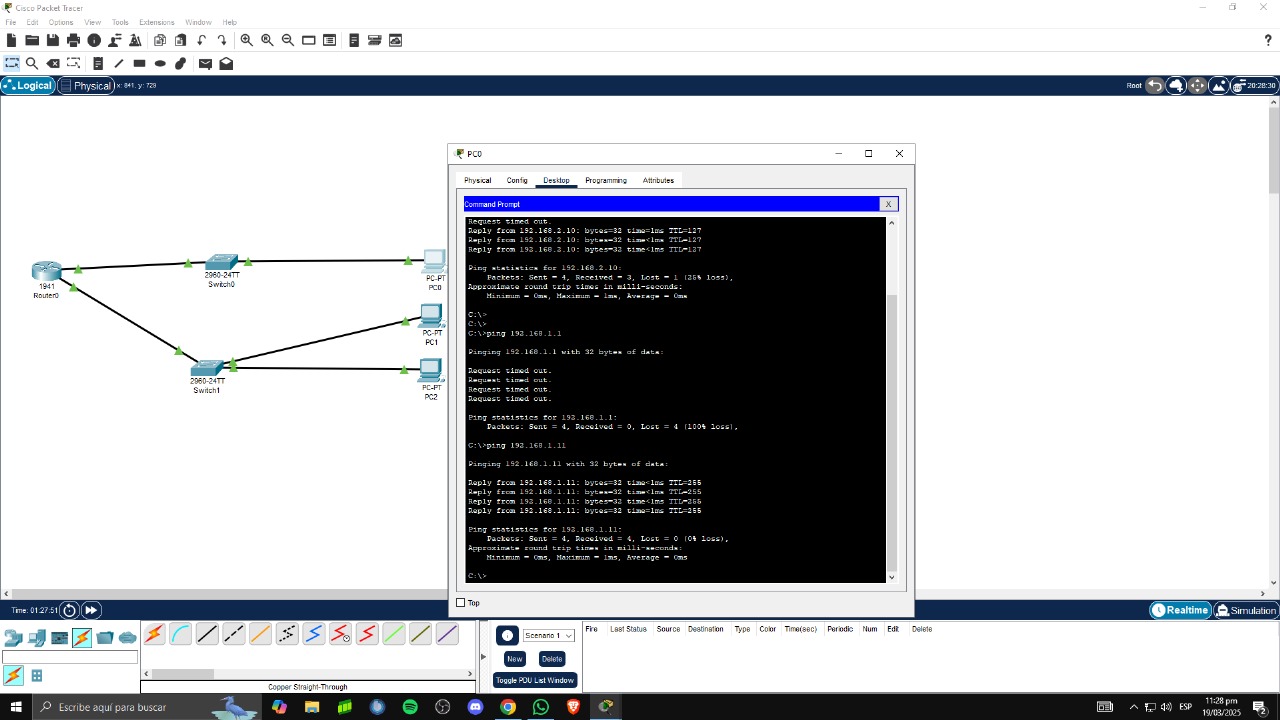 Cisco Packet Tracer
File Edit Options View Tools Extensions Window Help
?
Logical Physical x: 841, y: 729 Root 20:28:30
1941
Router0
2960-24TT
Switch0
PC-PT
PC0
PC-PT
PC1
2960-24TT
Switch1
PC-PT
PC2
PC0
Physical Config Desktop Programming Attributes
Command Prompt X
Request timed out.
Reply from 192.168.2.10: bytes=32 time=1ms TTL=127
Reply from 192.168.2.10: bytes=32 time<1ms TTL=127
Reply from 192.168.2.10: bytes=32 time<1ms TTL=127
Ping statistics for 192.168.2.10:
Packets: Sent = 4, Received = 3, Lost = 1 (25% loss),
Approximate round trip times in milli-seconds:
Minimum = 0ms, Maximum = 1ms, Average = 0ms
C:\>
C:\>
C:\>ping 192.168.1.1
Pinging 192.168.1.1 with 32 bytes of data:
Request timed out.
Request timed out.
Request timed out.
Request timed out.
Ping statistics for 192.168.1.1:
Packets: Sent = 4, Received = 0, Lost = 4 (100% loss),
C:\>ping 192.168.1.11
Pinging 192.168.1.11 with 32 bytes of data:
Reply from 192.168.1.11: bytes=32 time<1ms TTL=255
Reply from 192.168.1.11: bytes=32 time<1ms TTL=255
Reply from 192.168.1.11: bytes=32 time<1ms TTL=255
Reply from 192.168.1.11: bytes=32 time=1ms TTL=255
Ping statistics for 192.168.1.11:
Packets: Sent = 4, Received = 4, Lost = 0 (0% loss),
Approximate round trip times in milli-seconds:
Minimum = 0ms, Maximum = 1ms, Average = 0ms
C:\>
Top
Time: 01:27:51 Realtime Simulation
Scenario 1
New Delete
Toggle PDU List Window
Fire Last Status Source Destination Type Color Time(sec) Periodic Num Edit Delete
Copper Straight-Through
Escribe aquí para buscar
ESP
11:28 pm
19/03/2025
2